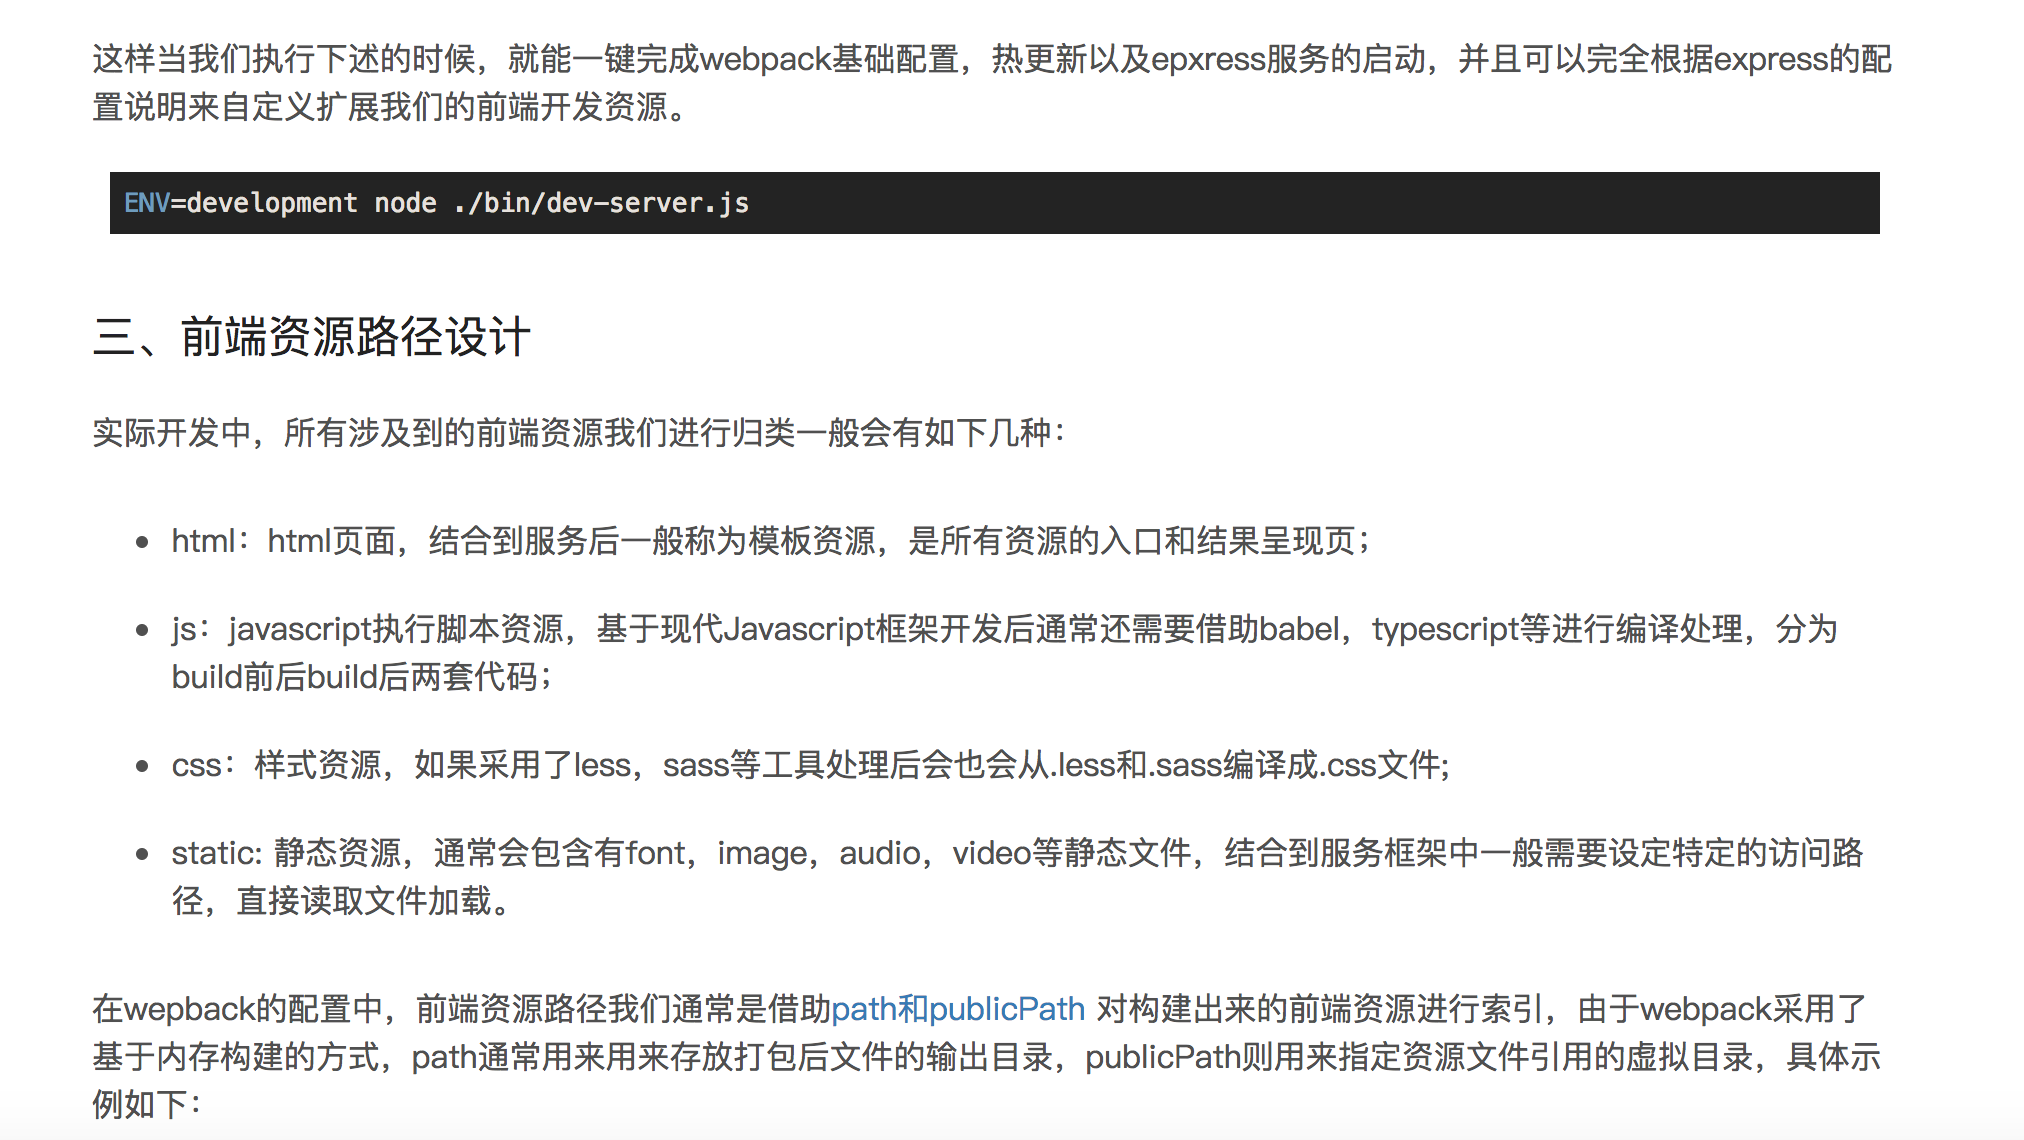 这样当我们执行下述的时候，就能一键完成webpack基础配置，热更新以及epxress服务的启动，并且可以完全根据express的配
置说明来自定义扩展我们的前端开发资源。
ENV=development node ./bin/dev-server.js
三、前端资源路径设计
实际开发中，所有涉及到的前端资源我们进行归类一般会有如下几种：
• html：html页面，结合到服务后一般称为模板资源，是所有资源的入口和结果呈现页；
• js：javascript执行脚本资源，基于现代Javascript框架开发后通常还需要借助babel，typescript等进行编译处理，分为
build前后build后两套代码；
• css：样式资源，如果采用了less，sass等工具处理后会也会从.less和.sass编译成.css文件;
• static: 静态资源，通常会包含有font，image，audio，video等静态文件，结合到服务框架中一般需要设定特定的访问路
径，直接读取文件加载。
在wepback的配置中，前端资源路径我们通常是借助path和publicPath 对构建出来的前端资源进行索引，由于webpack采用了
基于内存构建的方式，path通常用来用来存放打包后文件的输出目录，publicPath则用来指定资源文件引用的虚拟目录，具体示
例如下：